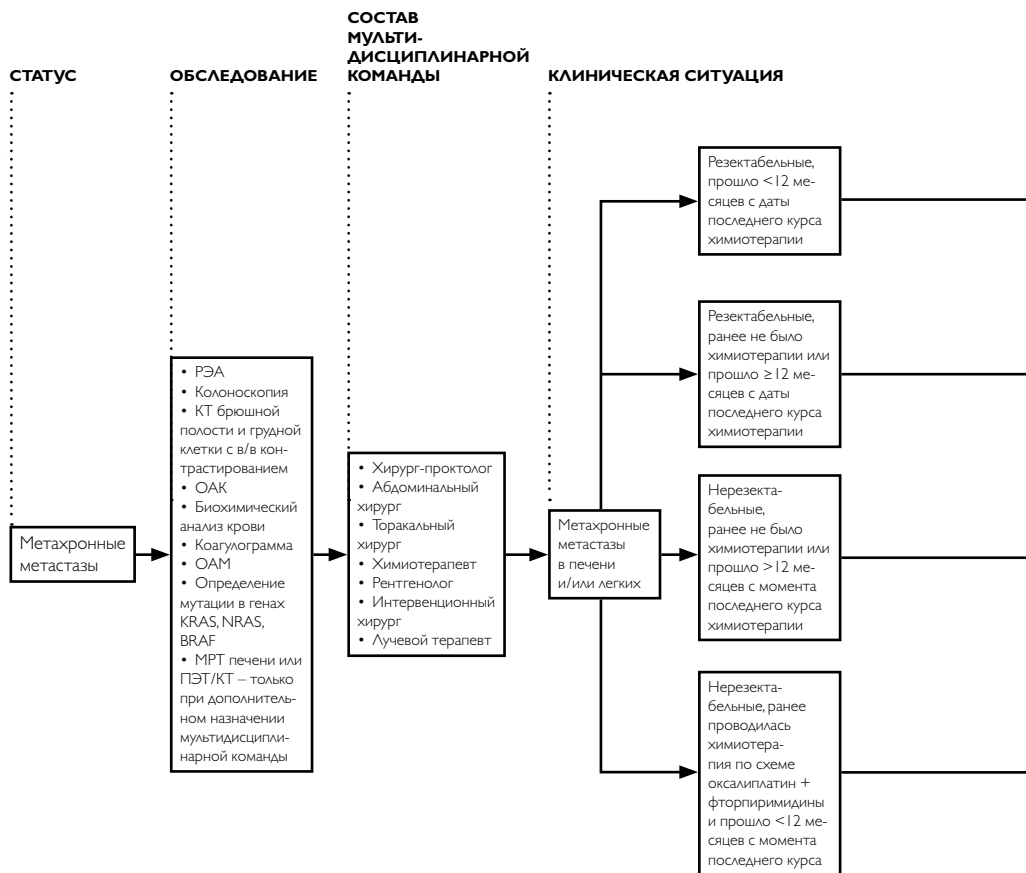 СТАТУС
ОБСЛЕДОВАНИЕ
СОСТАВ
МУЛЬТИ-
ДИСЦИПЛИНАРНОЙ
КОМАНДЫ
КЛИНИЧЕСКАЯ СИТУАЦИЯ
Метахронные
метастазы
• РЭА
• Колоноскопия
• КТ брюшной
полости и грудной
клетки с в/в кон-
трастированием
• ОАК
• Биохимический
анализ крови
• Коагулограмма
• ОАМ
• Определение
мутации в генах
KRAS, NRAS,
BRAF
• МРТ печени или
ПЭТ/КТ – только
при дополнитель-
ном назначении
мультидисципли-
нарной команды
• Хирург-проктолог
• Абдоминальный
хирург
• Торакальный
хирург
• Химиотерапевт
• Рентгенолог
• Интервенционный
хирург
• Лучевой терапевт
Метахронные
метастазы
в печени
и/или легких
Резектабельные,
прошло <12 ме-
сяцев с даты
последнего курса
химиотерапии
Резектабельные,
ранее не было
химиотерапии или
прошло ≥12 ме-
сяцев с даты
последнего курса
химиотерапии
Нерезекта-
бельные,
ранее не было
химиотерапии или
прошло >12 ме-
сяцев с момента
последнего курса
химиотерапии
Нерезекта-
бельные, ранее
проводилась
химиотера-
пия по схеме
оксалиплатин +
фторпиримидины
и прошло <12 ме-
сяцев с момента
последнего курса